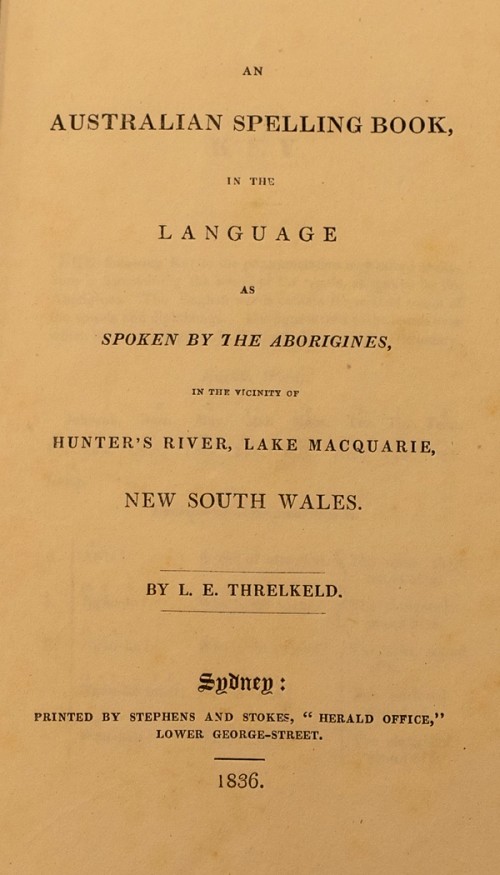 AN
AUSTRALIAN SPELLING BOOK,
IN THE
LANGUAGE
AS
SPOKEN BY THE ABORIGINES,
IN THE VICINITY OF
HUNTER'S RIVER, LAKE MACQUARIE,
NEW SOUTH WALES.
BY L. E. THRELKELD.
Sydney:
PRINTED BY STEPHENS AND STOKES, "HERALD OFFICE,"
LOWER GEORGE-STREET.
1836.